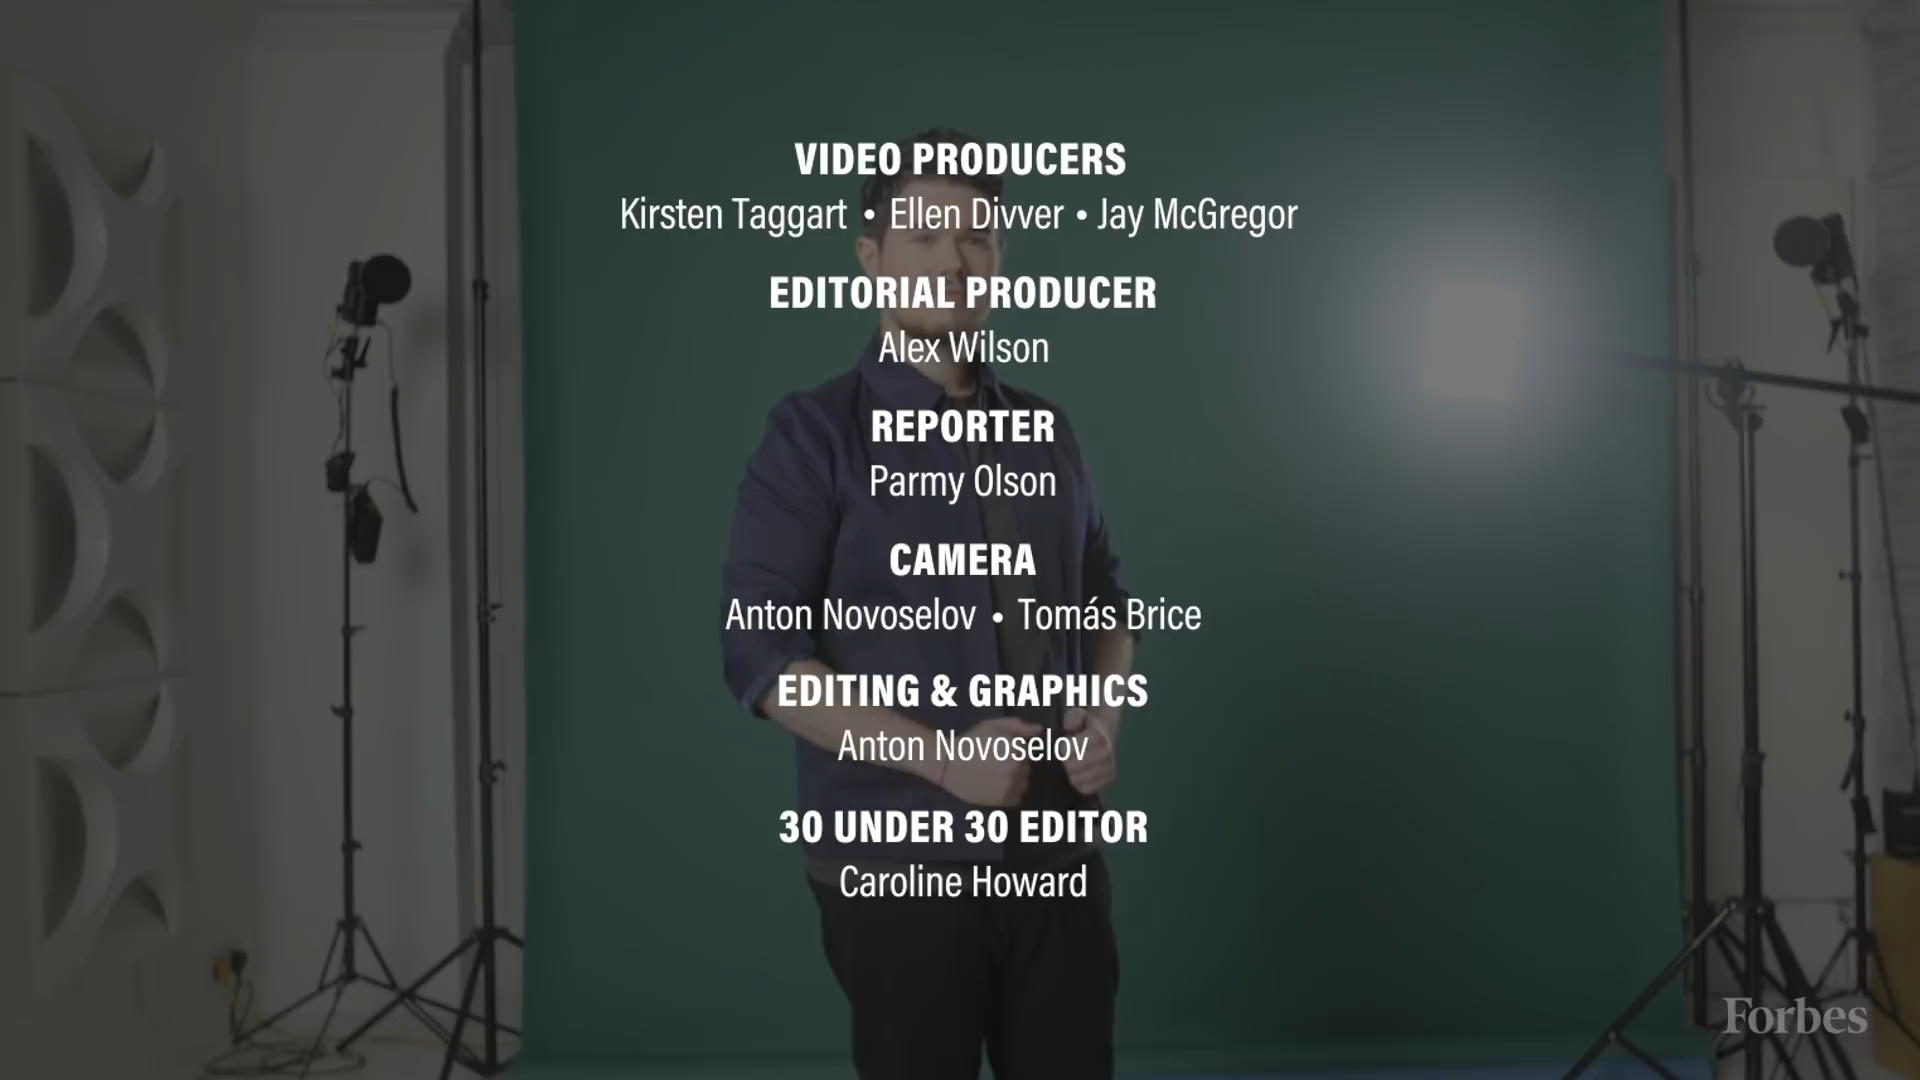 VIDEO PRODUCERS
Kirsten Taggart • Ellen Divver • Jay McGregor
EDITORIAL PRODUCER
Alex Wilson
REPORTER
Parmy Olson
CAMERA
Anton Novoselov • Tomás Brice
EDITING & GRAPHICS
Anton Novoselov
30 UNDER 30 EDITOR
Caroline Howard
Forbes